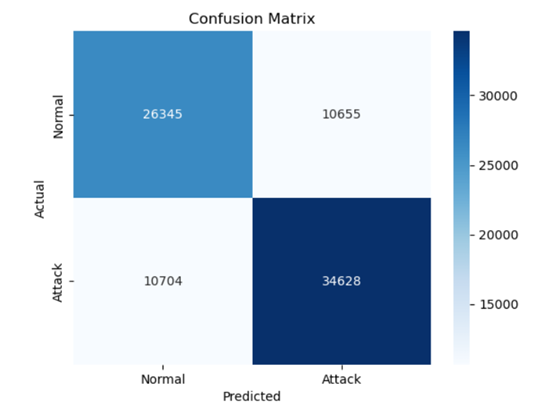 Confusion Matrix
Actual
Normal
26345
10655
Attack
10704
34628
Normal
Attack
Predicted
30000
25000
20000
15000